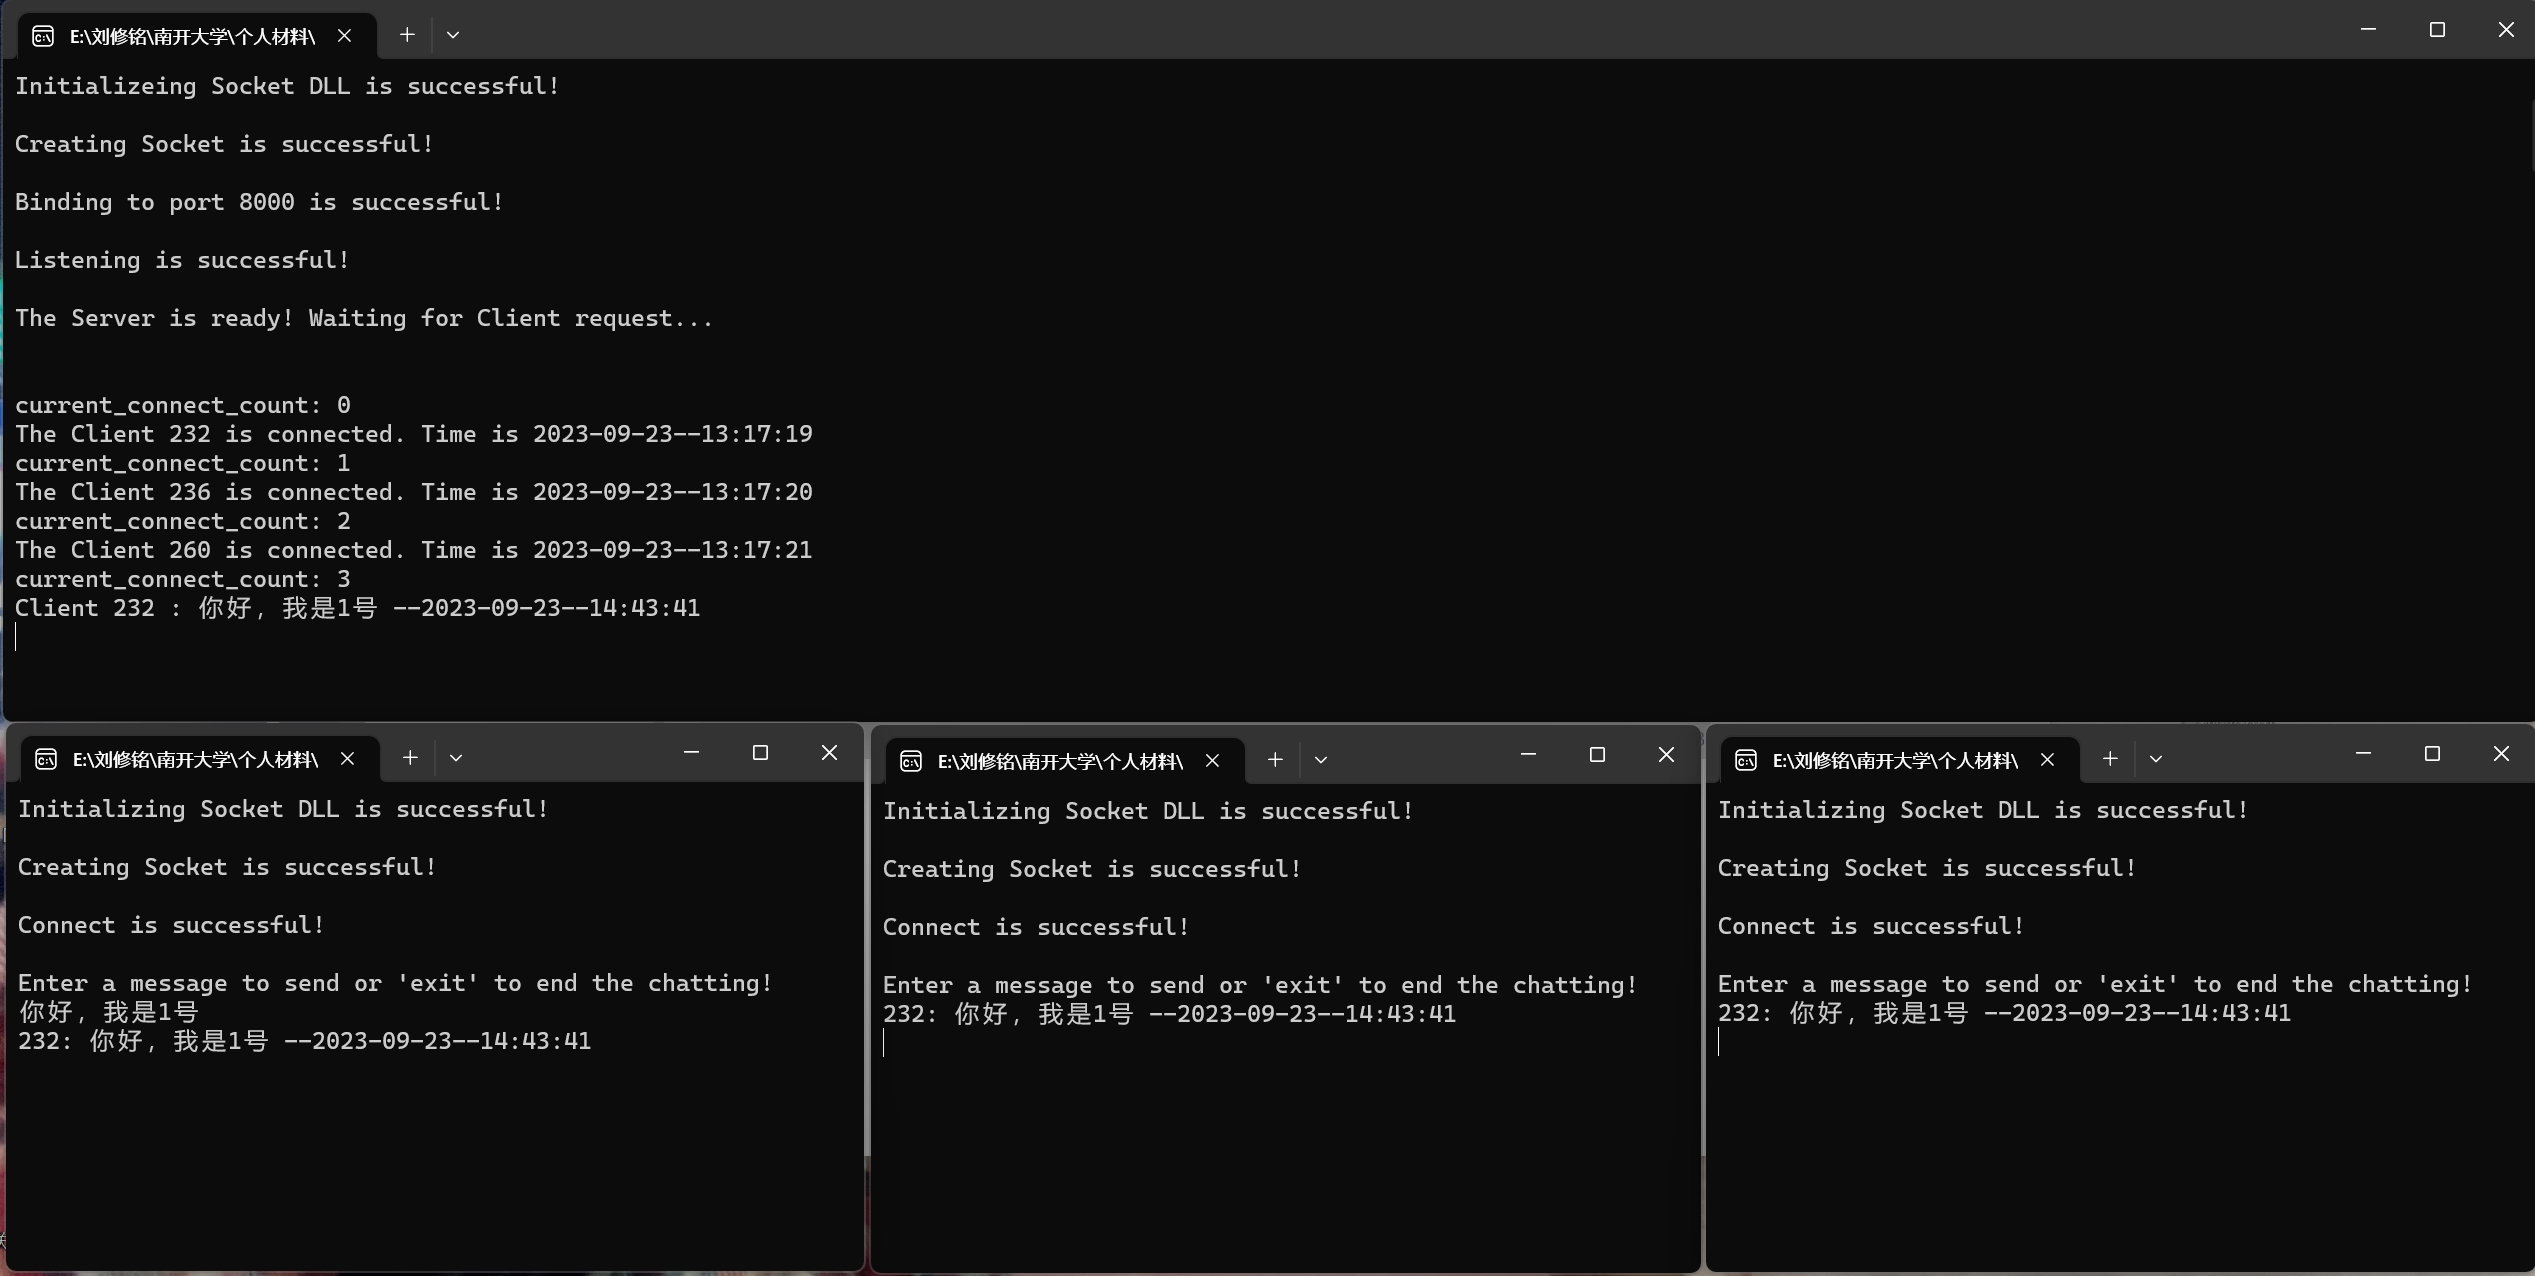 E:\刘修铭\南开大学\个人材料\
Initializeing Socket DLL is successful!
Creating Socket is successful!
Binding to port 8000 is successful!
Listening is successful!
The Server is ready! Waiting for Client request...
current_connect_count: 0
The Client 232 is connected. Time is 2023-09-23--13:17:19
current_connect_count: 1
The Client 236 is connected. Time is 2023-09-23--13:17:20
current_connect_count: 2
The Client 260 is connected. Time is 2023-09-23--13:17:21
current_connect_count: 3
Client 232 : 你好，我是1号 --2023-09-23--14:43:41
E:\刘修铭\南开大学\个人材料\
Initializing Socket DLL is successful!
Creating Socket is successful!
Connect is successful!
Enter a message to send or 'exit' to end the chatting!
你好，我是1号
232: 你好，我是1号 --2023-09-23--14:43:41
E:\刘修铭\南开大学\个人材料\
Initializing Socket DLL is successful!
Creating Socket is successful!
Connect is successful!
Enter a message to send or 'exit' to end the chatting!
232: 你好，我是1号 --2023-09-23--14:43:41
E:\刘修铭\南开大学\个人材料\
Initializing Socket DLL is successful!
Creating Socket is successful!
Connect is successful!
Enter a message to send or 'exit' to end the chatting!
232: 你好，我是1号 --2023-09-23--14:43:41